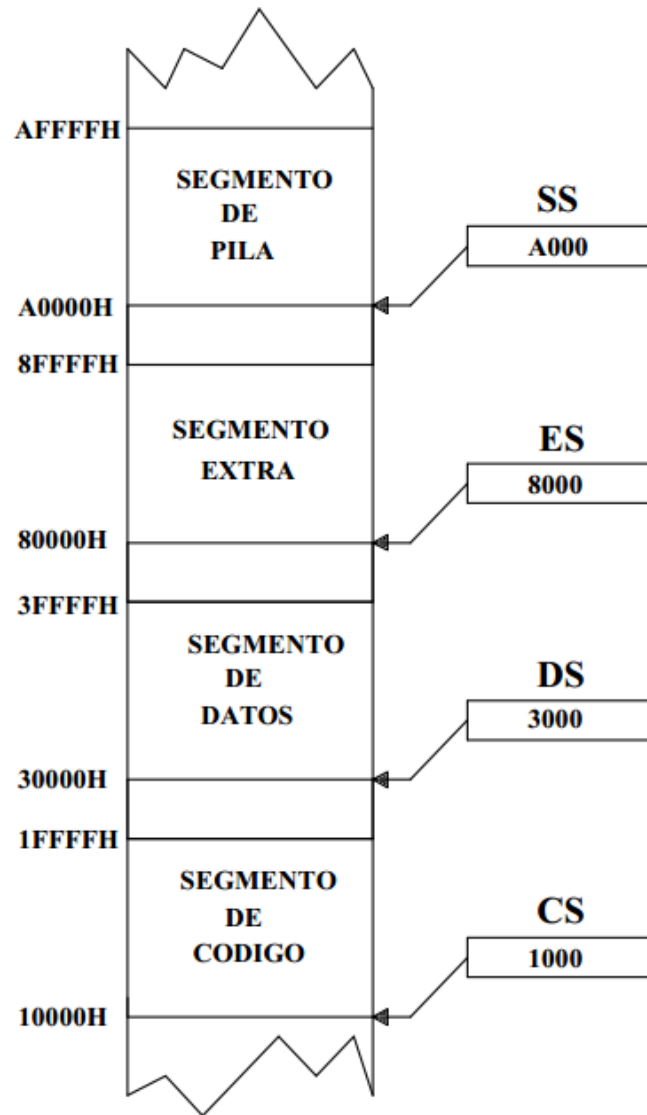 AFFFFH
SEGMENTO
DE
PILA
SS
A000
A0000H
8FFFFH
SEGMENTO
EXTRA
ES
8000
80000H
3FFFFH
SEGMENTO
DE
DATOS
DS
3000
30000H
1FFFFH
SEGMENTO
DE
CODIGO
CS
1000
10000H